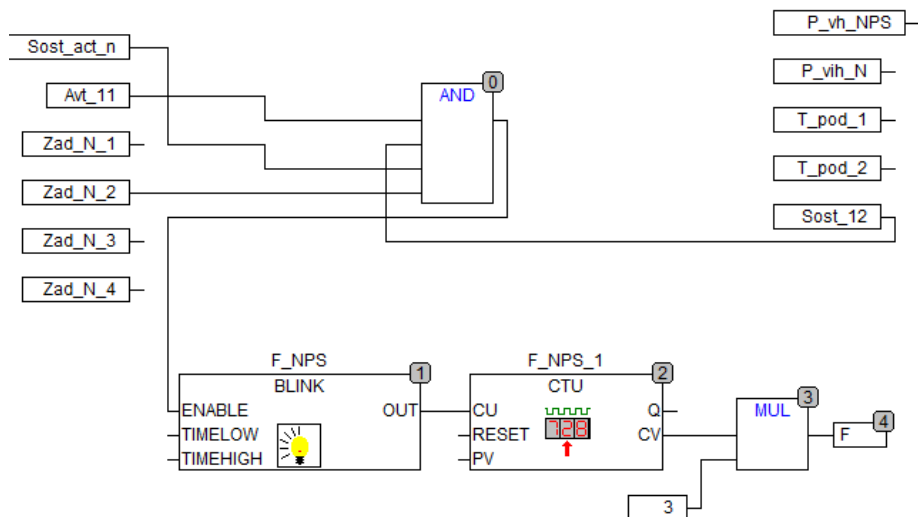 P_vh_NPS
Sost_act_n
P_vih_N
0
AND
Avt_11
T_pod_1
Zad_N_1
T_pod_2
Zad_N_2
Sost_12
Zad_N_3
Zad_N_4
F_NPS
1
BLINK
ENABLE OUT
TIMELOW
TIMEHIGH
F_NPS_1
2
CTU
CU Q
RESET CV
PV
728
3
MUL
4
F
3